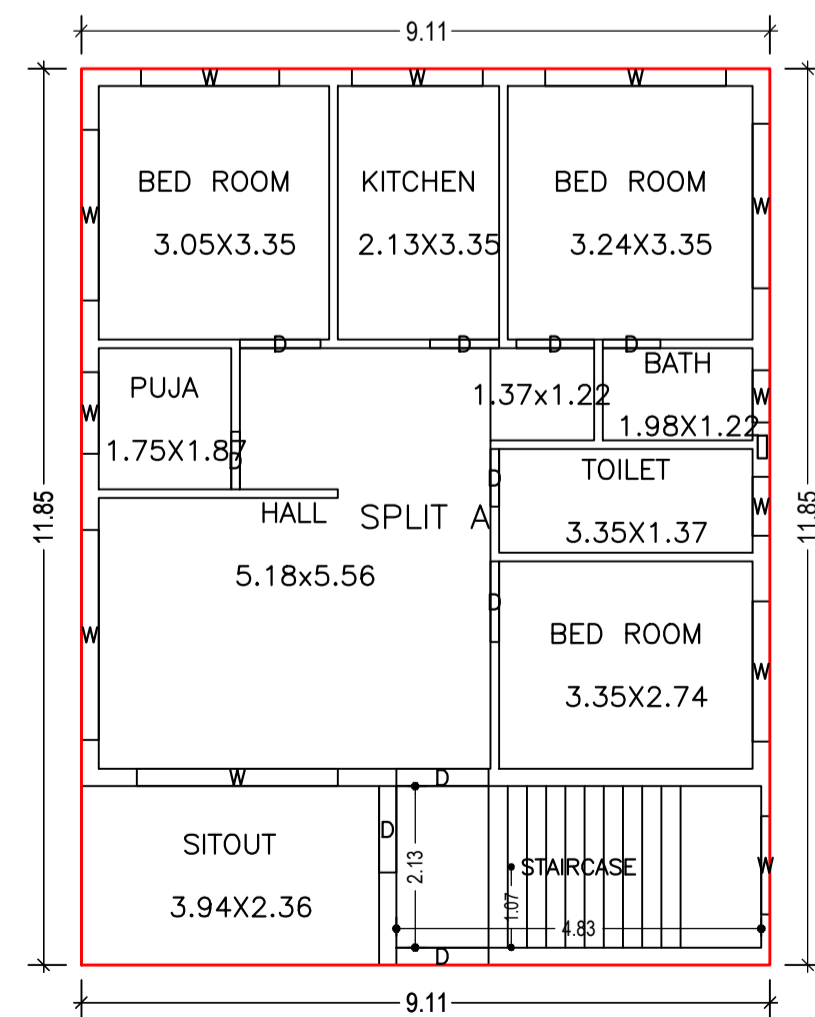 9.11
W W W
BED ROOM KITCHEN BED ROOM
W W
3.05X3.35 2.13X3.35 3.24X3.35
D D D D
PUJA BATH
W 1.37x1.22 W
1.75X1.87 1.98X1.22
D
TOILET
D
HALL SPLIT A W
11.85 11.85
3.35X1.37
5.18x5.56
D
W BED ROOM
W
3.35X2.74
W D
D
SITOUT
2.13 STAIRCASE W
3.94X2.36 1.07
4.83
D
9.11